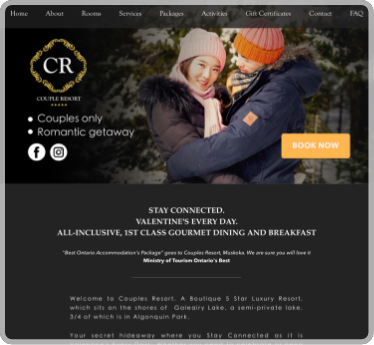 Home About Rooms Services Packages Activities Gift Certificates Contact FAQ
CR
COUPLE RESORT
Couples only
Romantic getaway
BOOK NOW
STAY CONNECTED.
VALENTINE'S EVERY DAY.
ALL-INCLUSIVE, 1ST CLASS GOURMET DINING AND BREAKFAST
"Best Ontario Accommodation's Package" goes to Couples Resort, Muskoka. We are sure you will love it
Ministry of Tourism Ontario's Best
Welcome to Couples Resort. A Boutique 5 Star Luxury Resort,
which sits on the shores of Galeairy Lake, a semi-private lake,
3/4 of which is in Algonquin Park.
Your secret hideaway where you Stay Connected as it is